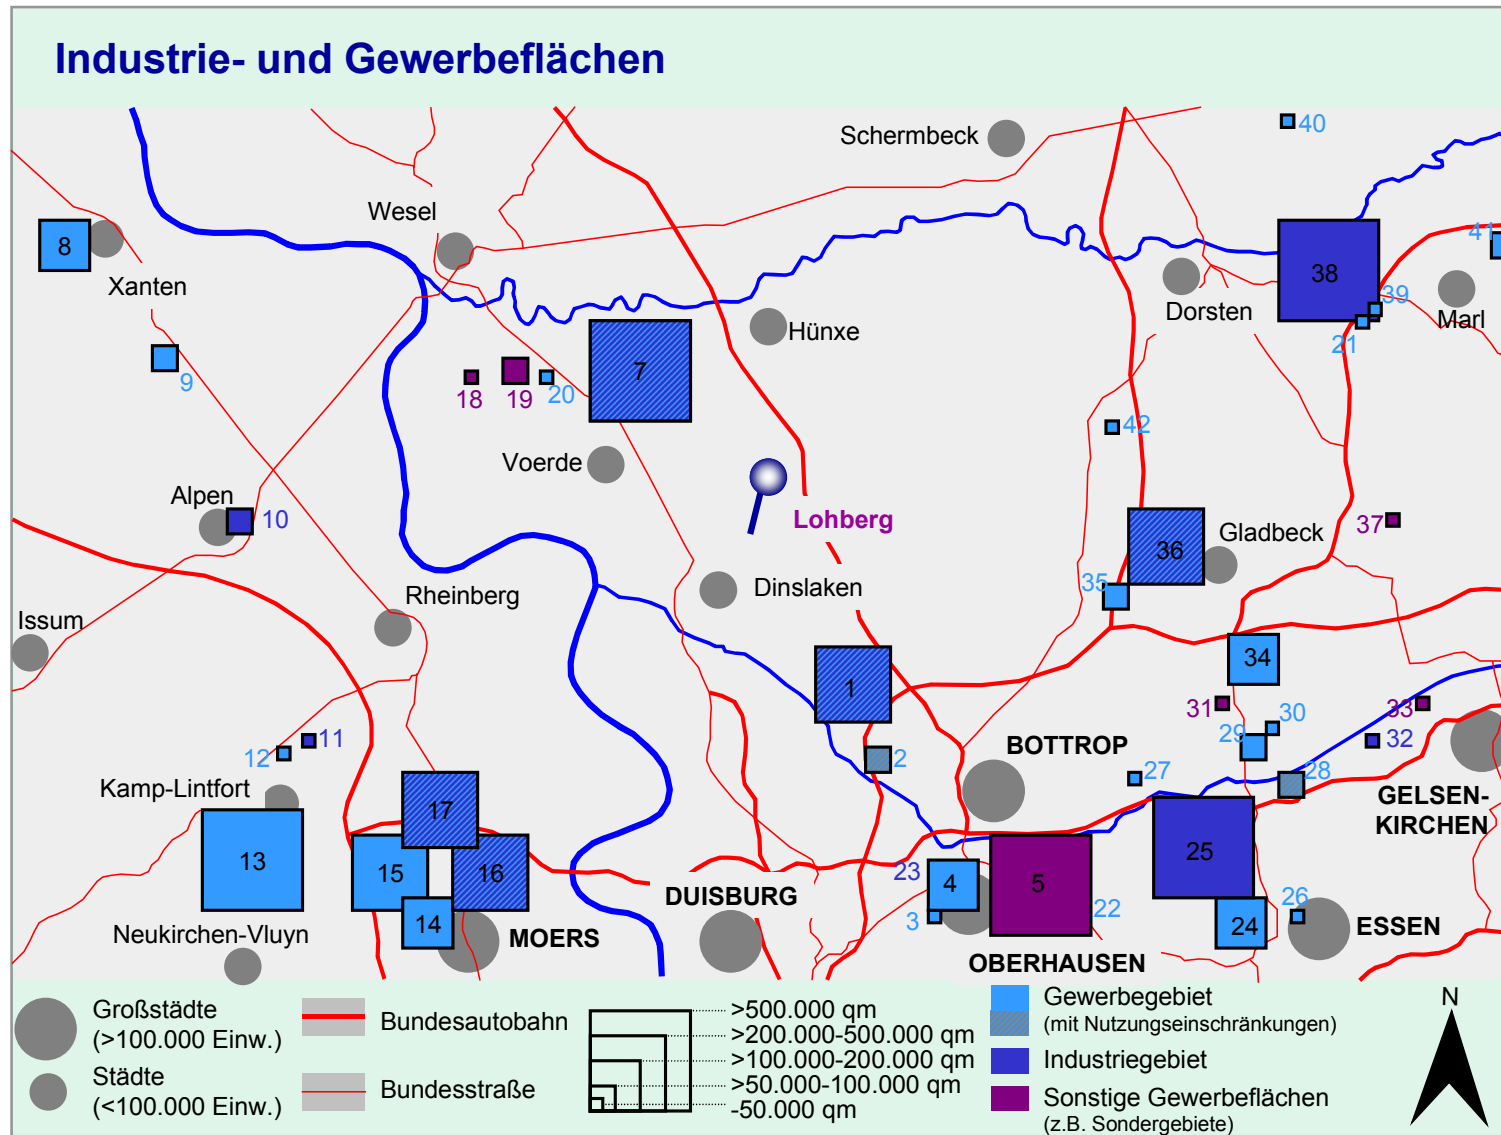 Industrie- und Gewerbeflächen
Schermbeck
40
Wesel
8
Xanten
41
38
Dorsten
39
Marl
21
Hünxe
9
7
18
19
20
42
Voerde
Alpen
10
Lohberg
37
36
Gladbeck
35
Dinslaken
Rheinberg
Issum
34
1
31
33
30
29
32
11
12
2
BOTTROP
27
28
Kamp-Lintfort
GELSEN-
KIRCHEN
17
13
15
16
25
23
4
5
DUISBURG
22
3
14
24
26
ESSEN
Neukirchen-Vluyn
MOERS
OBERHAUSEN
Großstädte
(>100.000 Einw.)
Städte
(<100.000 Einw.)
Bundesautobahn
Bundesstraße
>500.000 qm
>200.000-500.000 qm
>100.000-200.000 qm
>50.000-100.000 qm
-50.000 qm
Gewerbegebiet
(mit Nutzungseinschränkungen)
Industriegebiet
Sonstige Gewerbeflächen
(z.B. Sondergebiete)
N